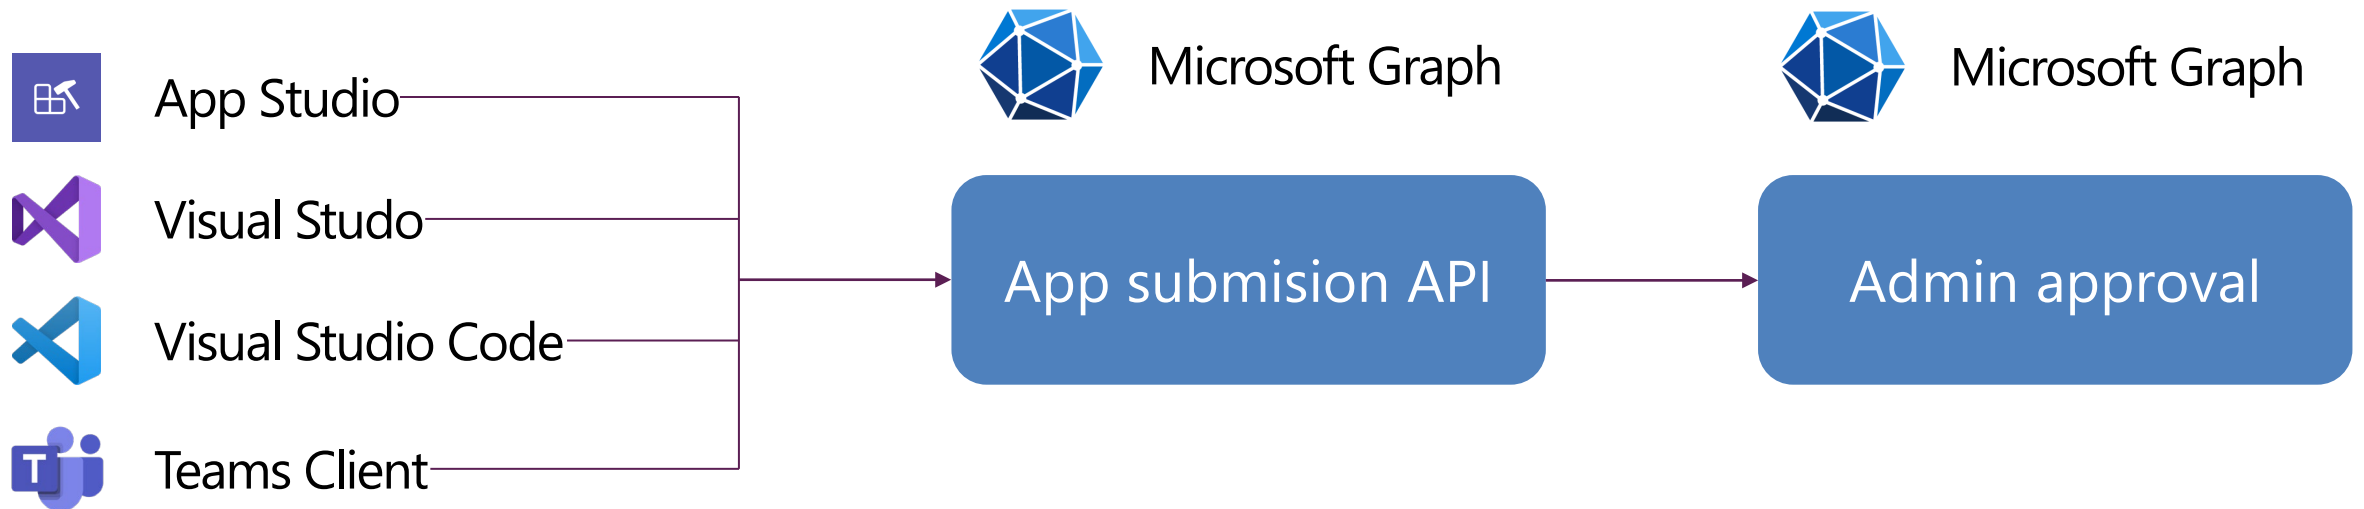 App Studio
Visual Studo
Visual Studio Code
T
Teams Client
Microsoft Graph
App submision API
Microsoft Graph
Admin approval